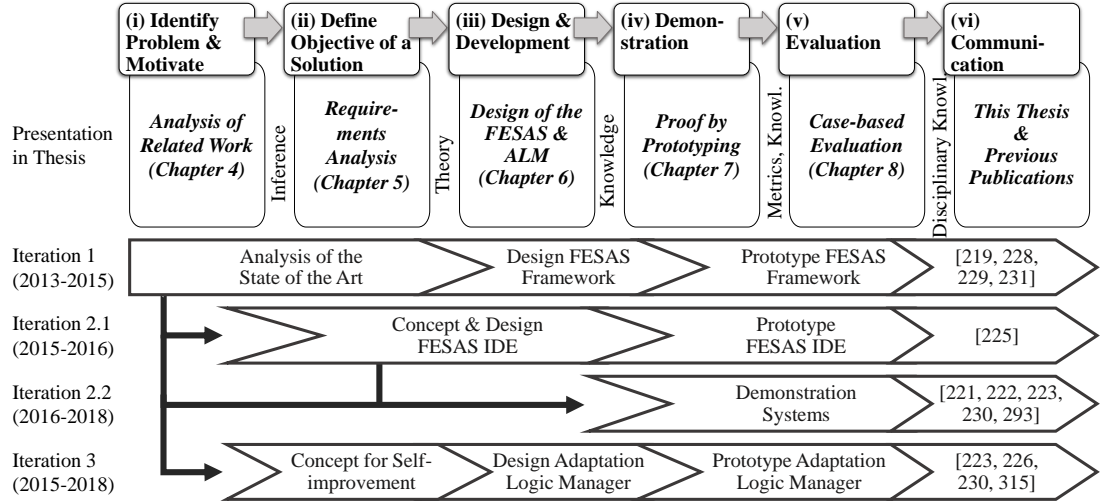 (i) Identify
Problem &
Motivate
(ii) Define
Objective of a
Solution
(iii) Design &
Development
(iv) Demon-
stration
(v)
Evaluation
(vi)
Communi-
cation
Presentation
in Thesis
Analysis of
Related Work
(Chapter 4)
Inference
Require-
ments
Analysis
(Chapter 5)
Theory
Design of the
FESAS &
ALM
(Chapter 6)
Knowledge
Proof by
Prototyping
(Chapter 7)
Metrics, Knowl.
Case-based
Evaluation
(Chapter 8)
Disciplinary Knowl.
This Thesis
&
Previous
Publications
Iteration 1
(2013-2015)
Analysis of the
State of the Art
Design FESAS
Framework
Prototype FESAS
Framework
[219, 228,
229, 231]
Iteration 2.1
(2015-2016)
Concept & Design
FESAS IDE
Prototype
FESAS IDE
[225]
Iteration 2.2
(2016-2018)
Demonstration
Systems
[221, 222, 223,
230, 293]
Iteration 3
(2015-2018)
Concept for Self-
improvement
Design Adaptation
Logic Manager
Prototype Adaptation
Logic Manager
[223, 226,
230, 315]